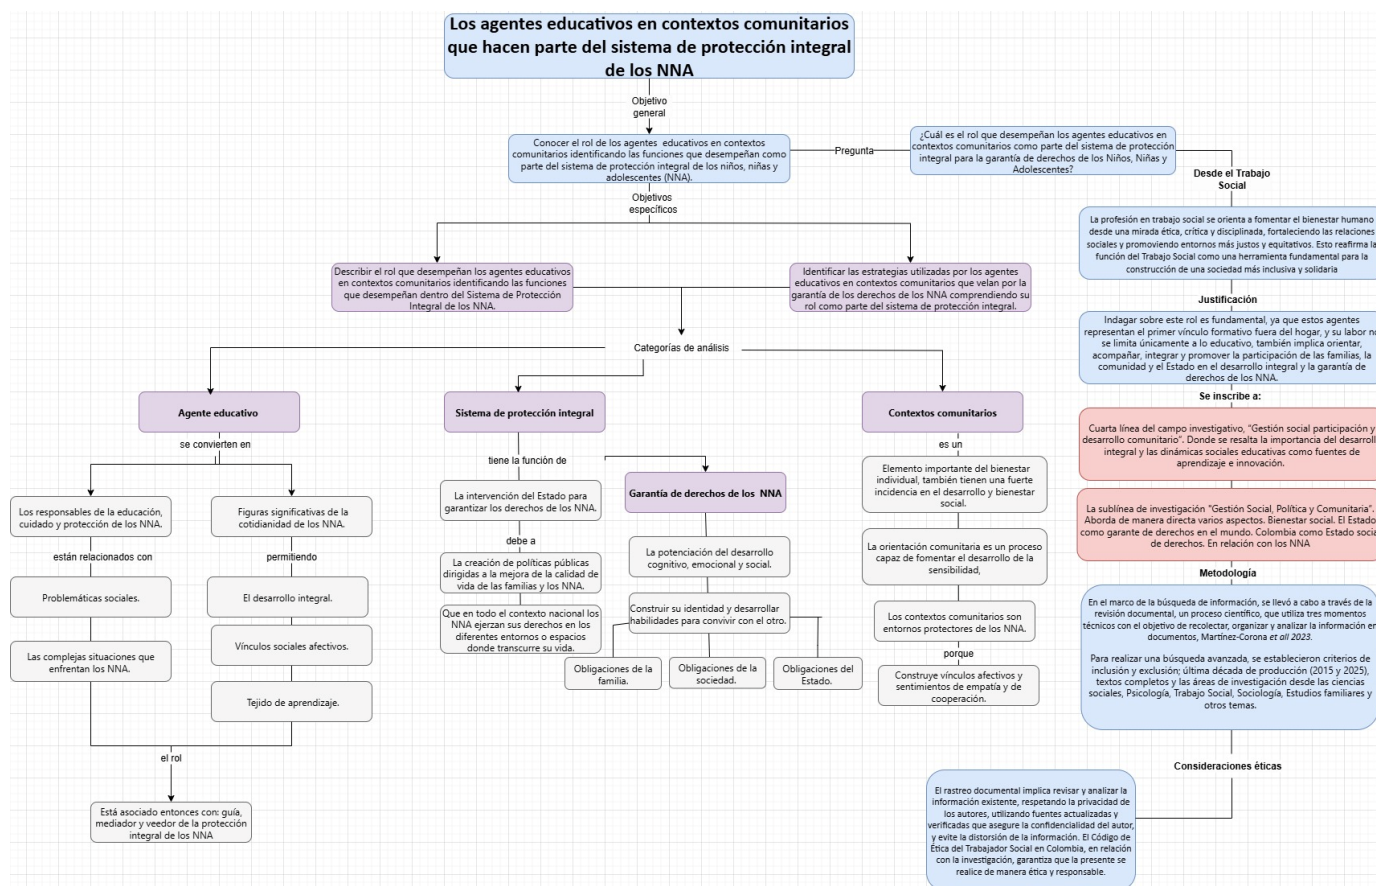 Los agentes educativos en contextos comunitarios
que hacen parte del sistema de protección integral
de los NNA
Objetivo
general
Conocer el rol de los agentes educativos en contextos
comunitarios identificando las funciones que desempeñan como
parte del sistema de protección integral de los niños, niñas y
adolescentes (NNA).
Pregunta
¿Cuál es el rol que desempeñan los agentes educativos en
contextos comunitarios como parte del sistema de protección
integral para la garantía de derechos de los Niños, Niñas y
Adolescentes?
Desde el Trabajo
Social
La profesión en trabajo social se orienta a fomentar el bienestar humano
desde una mirada ética, crítica y disciplinada, fortaleciendo las relaciones
sociales y promoviendo entornos más justos y equitativos. Esto reafirma la
función del Trabajo Social como una herramienta fundamental para la
construcción de una sociedad más inclusiva y solidaria
Justificación
Indagar sobre este rol es fundamental, ya que estos agentes
representan el primer vínculo formativo fuera del hogar, y su labor no
se limita únicamente a lo educativo, también implica orientar,
acompañar, integrar y promover la participación de las familias, la
comunidad y el Estado en el desarrollo integral y la garantía de
derechos de los NNA.
Se inscribe a:
Cuarta línea del campo investigativo, "Gestión social participación y
desarrollo comunitario". Donde se resalta la importancia del desarroll
integral y las dinámicas sociales educativas como fuentes de
aprendizaje e innovación.
La sublínea de investigación "Gestión Social, Política y Comunitaria".
Aborda de manera directa varios aspectos. Bienestar social. El Estado
como garante de derechos en el mundo. Colombia como Estado socia
de derechos. En relación con los NNA
Metodología
En el marco de la búsqueda de información, se llevó a cabo a través de la
revisión documental, un proceso científico, que utiliza tres momentos
técnicos con el objetivo de recolectar, organizar y analizar la información en
documentos, Martínez-Corona et all 2023.
Para realizar una búsqueda avanzada, se establecieron criterios de
inclusión y exclusión; última década de producción (2015 y 2025),
textos completos y las áreas de investigación desde las ciencias
sociales, Psicología, Trabajo Social, Sociología, Estudios familiares y
otros temas.
Consideraciones éticas
El rastreo documental implica revisar y analizar la
información existente, respetando la privacidad de
los autores, utilizando fuentes actualizadas y
verificadas que asegure la confidencialidad del autor,
y evite la distorsión de la información. El Código de
Ética del Trabajador Social en Colombia, en relación
con la investigación, garantiza que la presente se
realice de manera ética y responsable.
Objetivos
específicos
Describir el rol que desempeñan los agentes educativos
en contextos comunitarios identificando las funciones
que desempeñan dentro del Sistema de Protección
Integral de los NNA.
Identificar las estrategias utilizadas por los agentes
educativos en contextos comunitarios que velan por la
garantía de los derechos de los NNA comprendiendo su
rol como parte del sistema de protección integral.
Categorías de análisis
Agente educativo
se convierten en
Los responsables de la educación,
cuidado y protección de los NNA.
están relacionados con
Problemáticas sociales.
Las complejas situaciones que
enfrentan los NNA.
Figuras significativas de la
cotidianidad de los NNA.
permitiendo
El desarrollo integral.
Vínculos sociales afectivos.
Tejido de aprendizaje.
el rol
Está asociado entonces con: guía,
mediador y veedor de la protección
integral de los NNA
Sistema de protección integral
tiene la función de
La intervención del Estado para
garantizar los derechos de los NNA.
debe a
La creación de políticas públicas
dirigidas a la mejora de la calidad de
vida de las familias y los NNA.
Que en todo el contexto nacional los
NNA ejerzan sus derechos en los
diferentes entornos o espacios
donde transcurre su vida.
Garantía de derechos de los NNA
La potenciación del desarrollo
cognitivo, emocional y social.
Construir su identidad y desarrollar
habilidades para convivir con el otro.
Obligaciones de la
familia.
Obligaciones de la
sociedad.
Obligaciones del
Estado.
Contextos comunitarios
es un
Elemento importante del bienestar
individual, también tienen una fuerte
incidencia en el desarrollo y bienestar
social.
La orientación comunitaria es un proceso
capaz de fomentar el desarrollo de la
sensibilidad,
Los contextos comunitarios son
entornos protectores de los NNA.
porque
Construye vínculos afectivos y
sentimientos de empatía y de
cooperación.